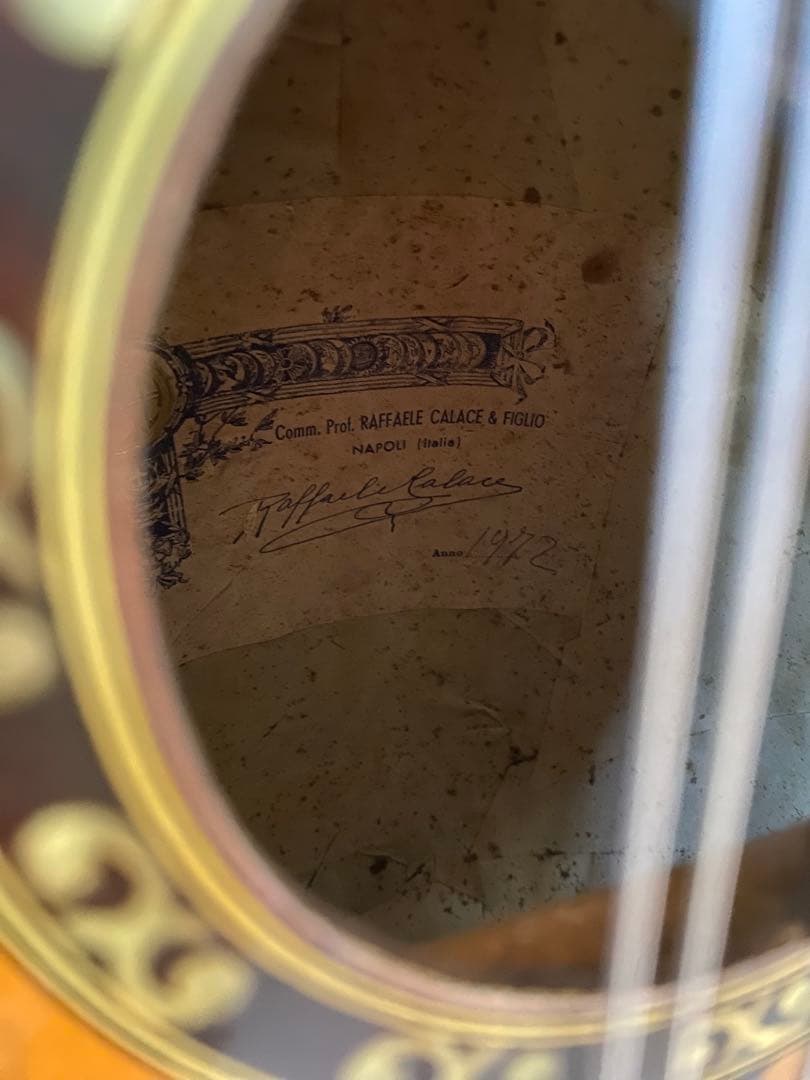 Comm. Prof. RAFFAELE CALACE & FIGLIO
NAPOLI (Italia)
Raffaele Calace
Anno 1972